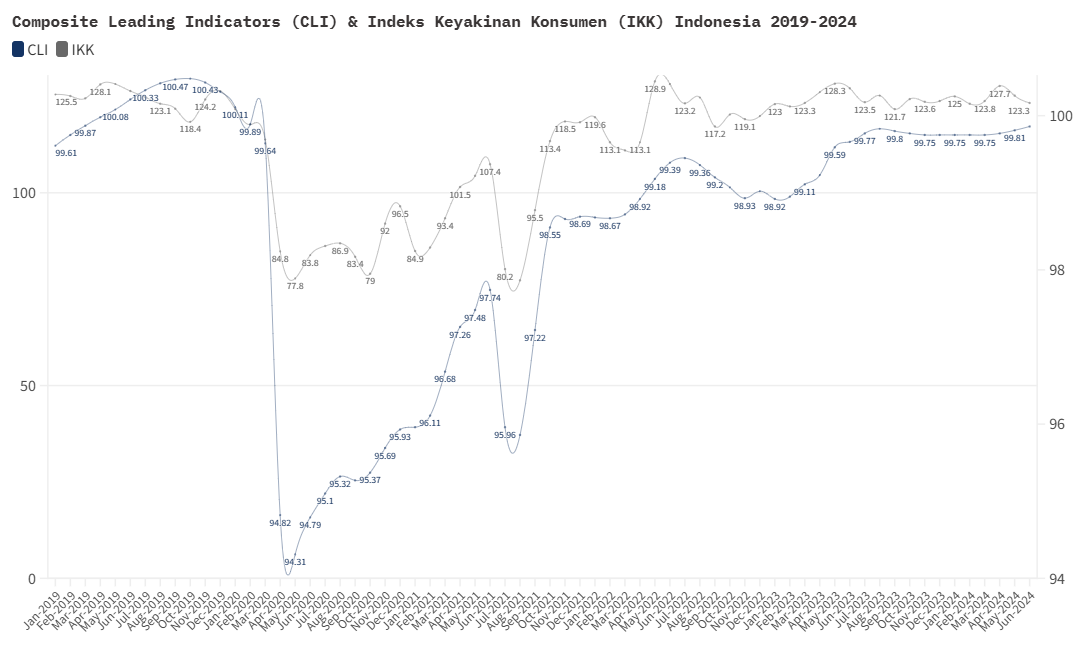 Composite Leading Indicators (CLI) & Indeks Keyakinan Konsumen (IKK) Indonesia 2019-2024
CLI IKK
100
50
0
100
98
96
94
125.5
128.1
123.1
118.4
124.2
84.8
77.8
83.8
86.9
83.4
79
92
96.5
84.9
93.4
101.5
107.4
80.2
95.5
113.4
118.5
119.6
113.1
113.1
128.9
123.2
117.2
119.1
123
123.3
128.3
123.5
121.7
123.6
125
123.8
127.7
123.3
99.61
99.87
100.08
100.33
100.47
100.43
100.11
99.89
99.64
94.82
94.31
94.79
95.1
95.32
95.37
95.69
95.93
96.11
96.68
97.26
97.48
97.74
95.96
97.22
98.55
98.69
98.67
98.92
99.18
99.39
99.36
99.2
98.93
98.92
99.11
99.59
99.77
99.8
99.75
99.75
99.75
99.81
Jan-2019
Feb-2019
Mar-2019
Apr-2019
May-2019
Jun-2019
Jul-2019
Aug-2019
Sep-2019
Oct-2019
Nov-2019
Dec-2019
Jan-2020
Feb-2020
Mar-2020
Apr-2020
May-2020
Jun-2020
Jul-2020
Aug-2020
Sep-2020
Oct-2020
Nov-2020
Dec-2020
Jan-2021
Feb-2021
Mar-2021
Apr-2021
May-2021
Jun-2021
Jul-2021
Aug-2021
Sep-2021
Oct-2021
Nov-2021
Dec-2021
Jan-2022
Feb-2022
Mar-2022
Apr-2022
May-2022
Jun-2022
Jul-2022
Aug-2022
Sep-2022
Oct-2022
Nov-2022
Dec-2022
Jan-2023
Feb-2023
Mar-2023
Apr-2023
May-2023
Jun-2023
Jul-2023
Aug-2023
Sep-2023
Oct-2023
Nov-2023
Dec-2023
Jan-2024
Feb-2024
Mar-2024
Apr-2024
May-2024
Jun-2024